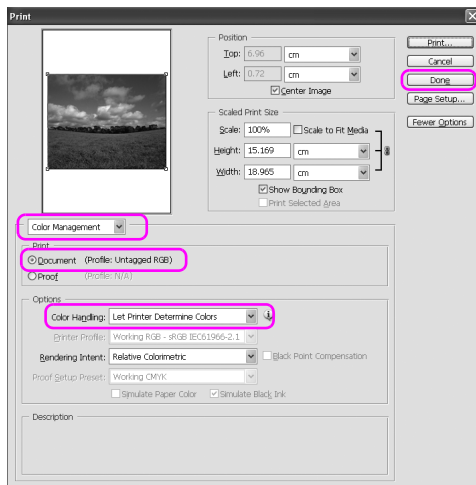 Print
Position
Top: 6.96 cm
Left: 0.72 cm
Center Image
Print...
Cancel
Done
Page Setup...
Fewer Options
Scaled Print Size
Scale: 100% Scale to Fit Media
Height: 15.169 cm
Width: 18.965 cm
Show Bounding Box
Print Selected Area
Color Management
Print
Document (Profile: Untagged RGB)
Proof (Profile: N/A)
Options
Color Handling: Let Printer Determine Colors
Printer Profile: Working RGB - sRGB IEC61966-2.1
Rendering Intent: Relative Colorimetric Black Point Compensation
Proof Setup Preset: Working CMYK
Simulate Paper Color Simulate Black Ink
Description